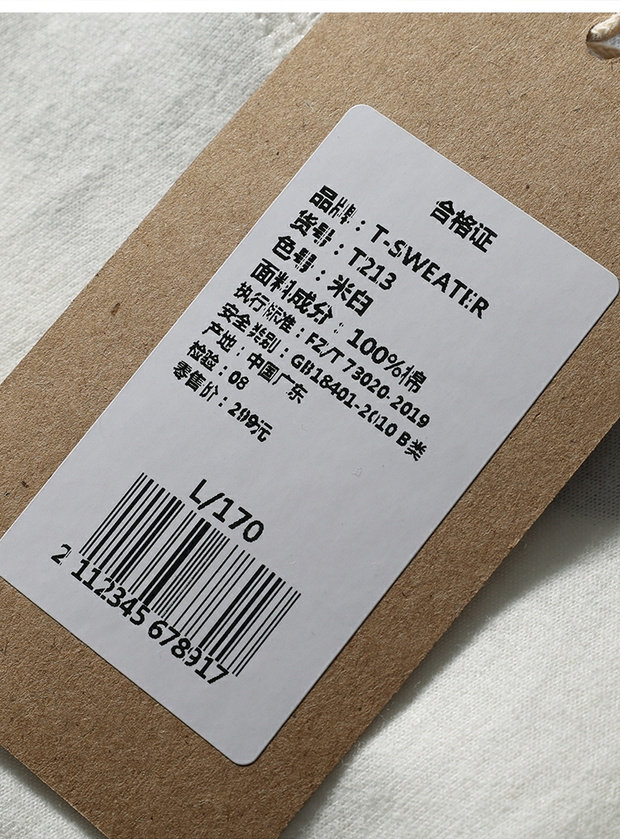 合格证
品牌：T-SWEATER
货号：T213
色号：米白
面料成分：100%棉
执行标准：FZ/T 73020-2019
安全类别：GB18401-2010 B类
产地：中国广东
检验：08
零售价：299元
L/170
2 112345 678917